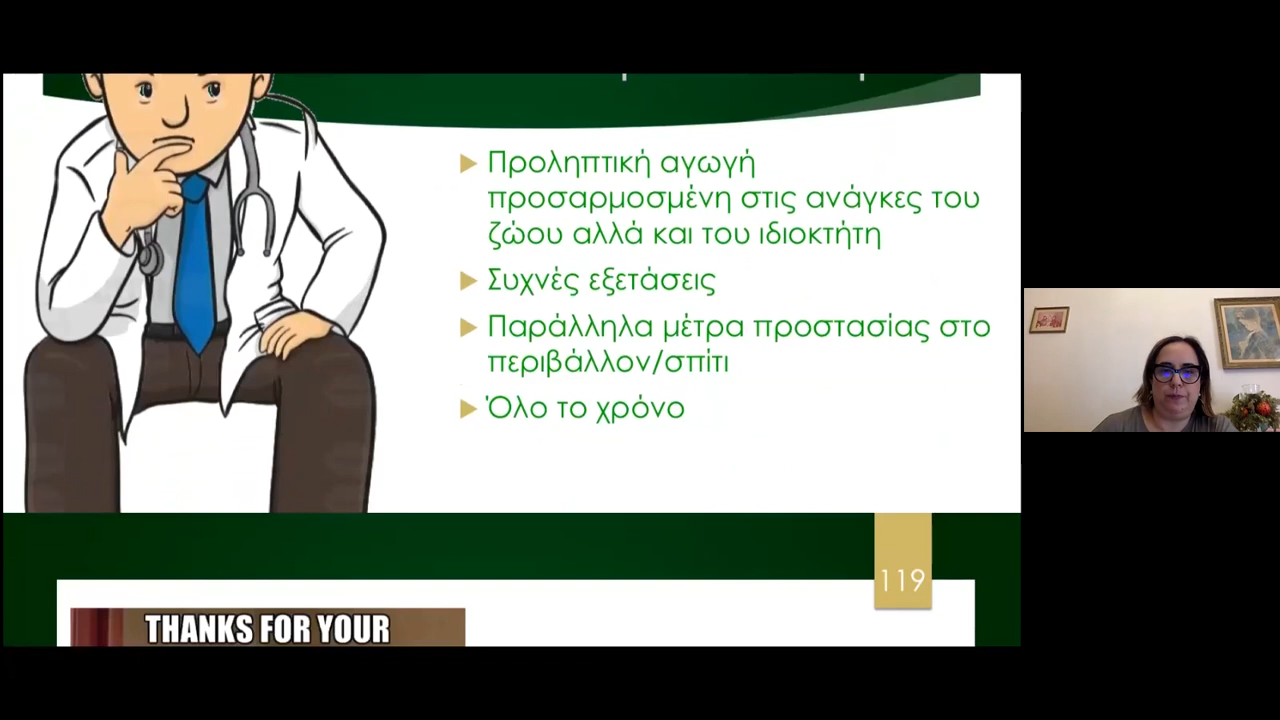 Προληπτική αγωγή
προσαρμοσμένη στις ανάγκες του
ζώου αλλά και του ιδιοκτήτη
Συχνές εξετάσεις
Παράλληλα μέτρα προστασίας στο
περιβάλλον/σπίτι
Όλο το χρόνο
119
THANKS FOR YOUR